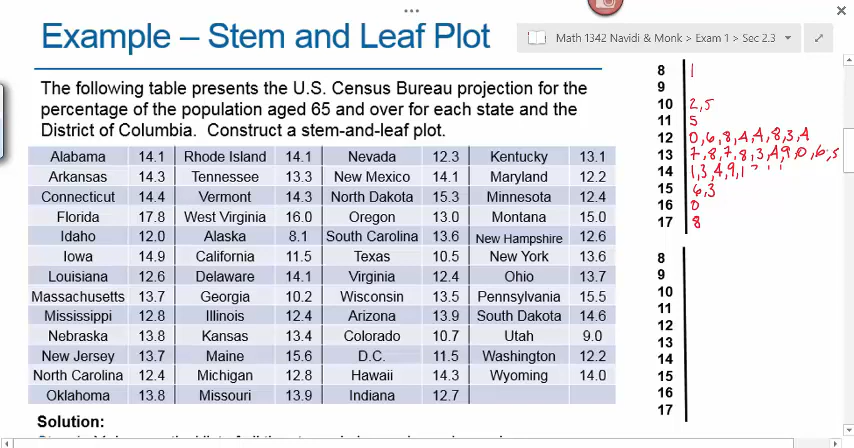 Example – Stem and Leaf Plot
Math 1342 Navidi & Monk > Exam 1 > Sec 2.3
The following table presents the U.S. Census Bureau projection for the
percentage of the population aged 65 and over for each state and the
District of Columbia. Construct a stem-and-leaf plot.
Alabama 14.1 Rhode Island 14.1 Nevada 12.3 Kentucky 13.1
Arkansas 14.3 Tennessee 13.3 New Mexico 14.1 Maryland 12.2
Connecticut 14.4 Vermont 14.3 North Dakota 15.3 Minnesota 12.4
Florida 17.8 West Virginia 16.0 Oregon 13.0 Montana 15.0
Idaho 12.0 Alaska 8.1 South Carolina 13.6 New Hampshire 12.6
Iowa 14.9 California 11.5 Texas 10.5 New York 13.6
Louisiana 12.6 Delaware 14.1 Virginia 12.4 Ohio 13.7
Massachusetts 13.7 Georgia 10.2 Wisconsin 13.5 Pennsylvania 15.5
Mississippi 12.8 Illinois 12.4 Arizona 13.9 South Dakota 14.6
Nebraska 13.8 Kansas 13.4 Colorado 10.7 Utah 9.0
New Jersey 13.7 Maine 15.6 D.C. 11.5 Washington 12.2
North Carolina 12.4 Michigan 12.8 Hawaii 14.3 Wyoming 14.0
Oklahoma 13.8 Missouri 13.9 Indiana 12.7
Solution:
8 1
9
10 2,5
11 5
12 0,6,8,4,4,8,3,4
13 7,8,7,8,3,4,9,0,6,5
14 1,3,4,9,1
15 6,3
16 0
17 8
8
9
10
11
12
13
14
15
16
17